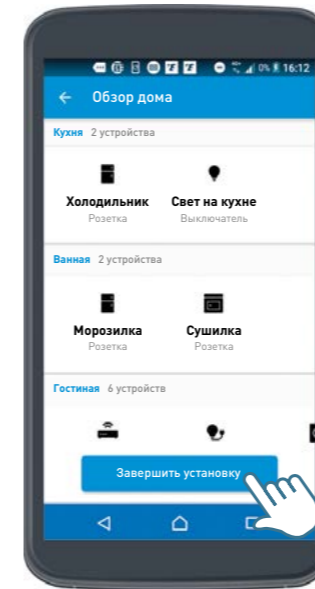 0% 16:12
Обзор дома
Кухня 2 устройства
Холодильник Свет на кухне
Розетка Выключатель
Ванная 2 устройства
Морозилка Сушилка
Розетка Розетка
Гостиная 6 устройств
Завершить установку